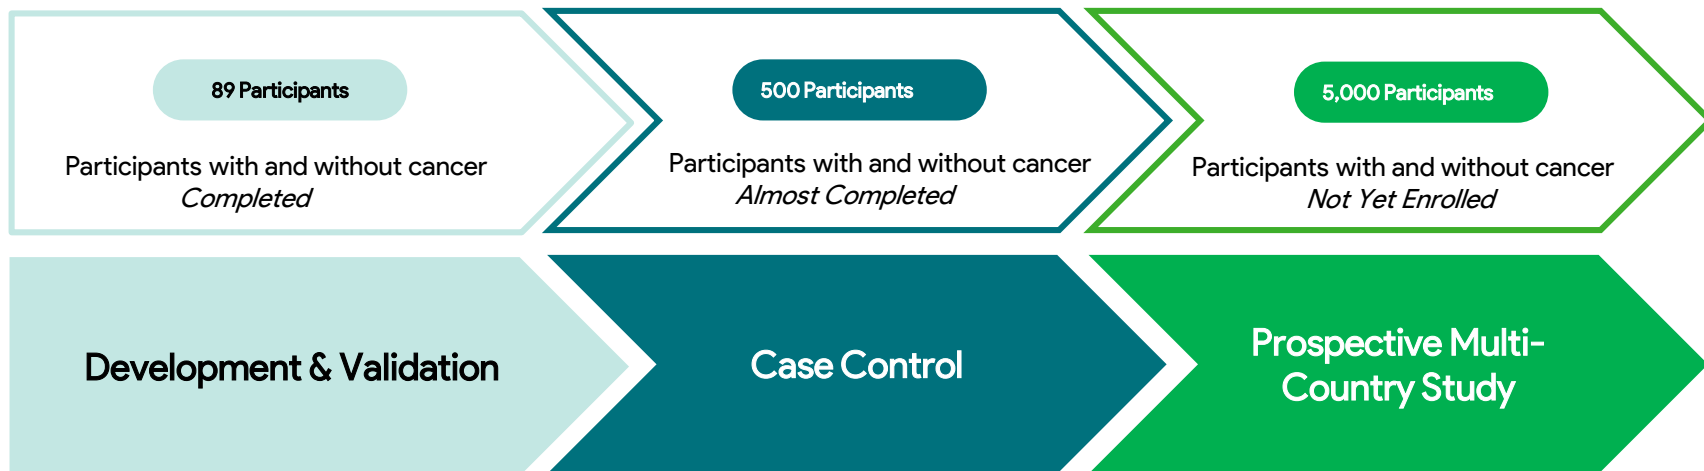 89 Participants
Participants with and without cancer
Completed
500 Participants
Participants with and without cancer
Almost Completed
5,000 Participants
Participants with and without cancer
Not Yet Enrolled
Development & Validation
Case Control
Prospective Multi-
Country Study